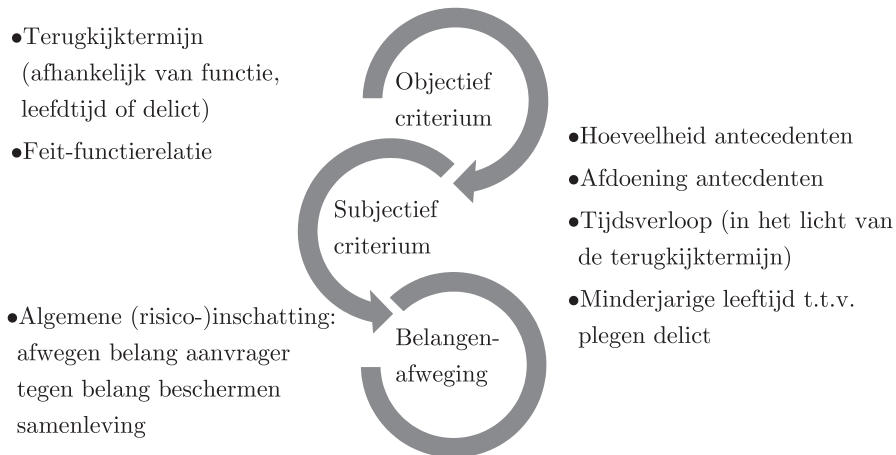 •Terugkijktermijn
(afhankelijk van functie,
leefdtijd of delict)
•Feit-functierelatie
Objectief
criterium
•Hoeveelheid antecedenten
•Afdoening antecdenten
•Tijdsverloop (in het licht van
de terugkijktermijn)
•Minderjarige leeftijd t.t.v.
plegen delict
Subjectief
criterium
•Algemene (risico-)inschatting:
afwegen belang aanvrager
tegen belang beschermen
samenleving
Belangen-
afweging